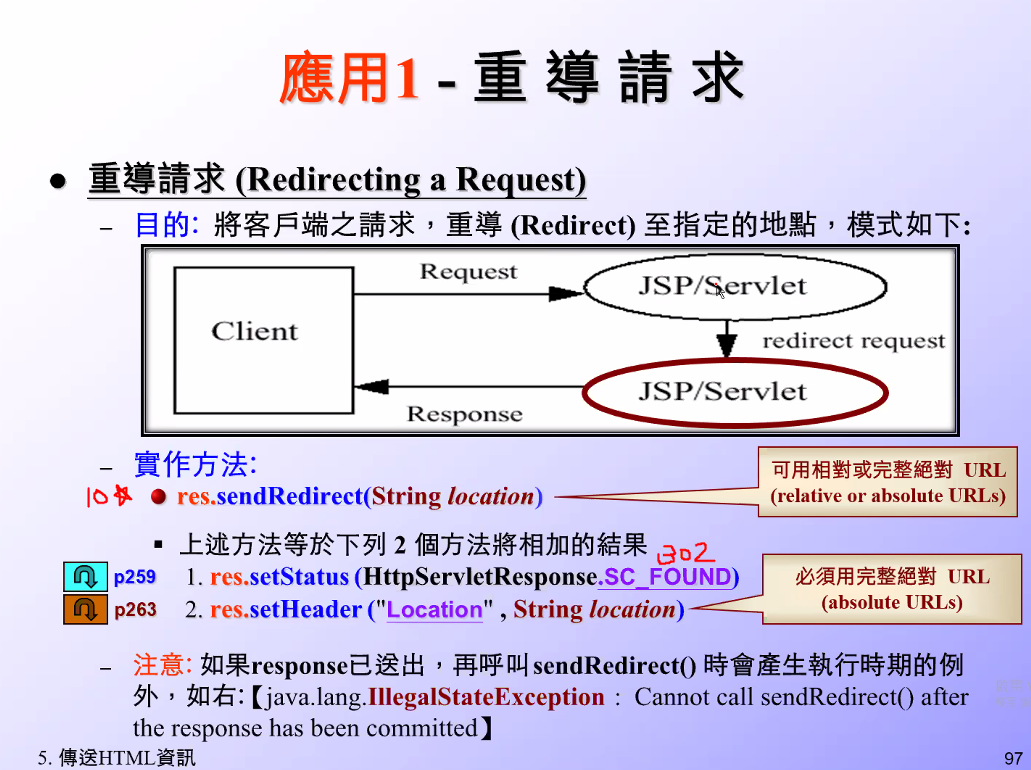 應用1 - 重 導 請 求
● 重導請求 (Redirecting a Request)
– 目的: 將客戶端之請求，重導 (Redirect) 至指定的地點，模式如下:
Request
JSP/Servlet
Client
redirect request
JSP/Servlet
Response
– 實作方法:
可用相對或完整絕對 URL
(relative or absolute URLs)
res.sendRedirect(String location)
▪ 上述方法等於下列 2 個方法將相加的結果
302
p259 1. res.setStatus (HttpServletResponse.SC_FOUND)
必須用完整絕對 URL
(absolute URLs)
p263 2. res.setHeader ("Location" , String location)
– 注意: 如果response已送出，再呼叫sendRedirect() 時會產生執行時期的例
外，如右:【java.lang.IllegalStateException : Cannot call sendRedirect() after
the response has been committed】
5. 傳送HTML資訊
97